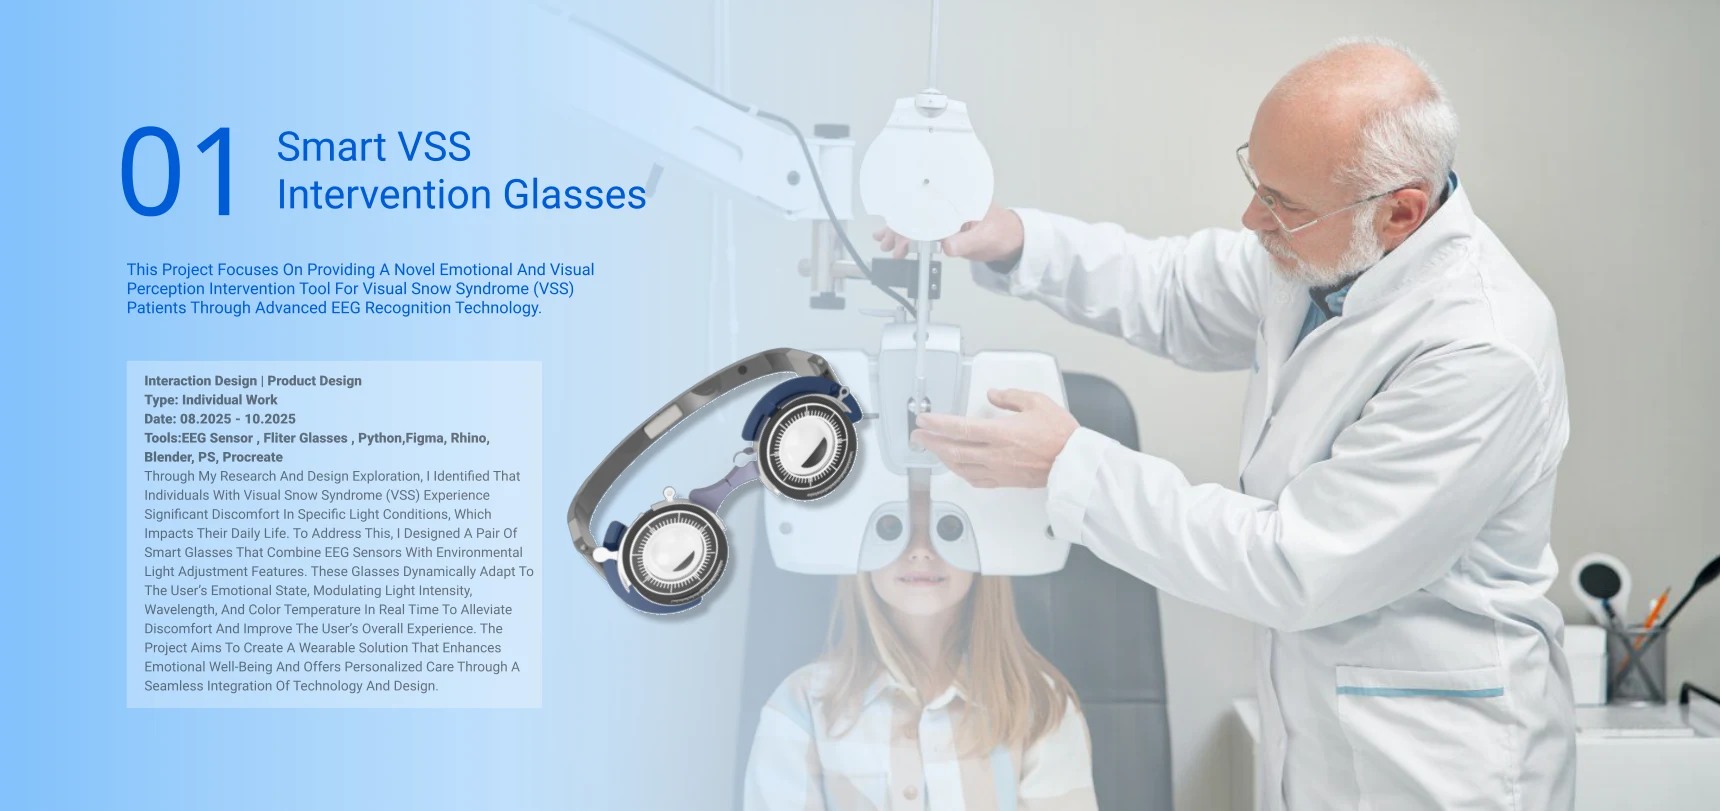 01
Smart VSS
Intervention Glasses
This Project Focuses On Providing A Novel Emotional And Visual
Perception Intervention Tool For Visual Snow Syndrome (VSS)
Patients Through Advanced EEG Recognition Technology.
Interaction Design | Product Design
Type: Individual Work
Date: 08.2025 - 10.2025
Tools:EEG Sensor , Fliter Glasses , Python,Figma, Rhino,
Blender, PS, Procreate
Through My Research And Design Exploration, I Identified That
Individuals With Visual Snow Syndrome (VSS) Experience
Significant Discomfort In Specific Light Conditions, Which
Impacts Their Daily Life. To Address This, I Designed A Pair Of
Smart Glasses That Combine EEG Sensors With Environmental
Light Adjustment Features. These Glasses Dynamically Adapt To
The User’s Emotional State, Modulating Light Intensity,
Wavelength, And Color Temperature In Real Time To Alleviate
Discomfort And Improve The User’s Overall Experience. The
Project Aims To Create A Wearable Solution That Enhances
Emotional Well-Being And Offers Personalized Care Through A
Seamless Integration Of Technology And Design.